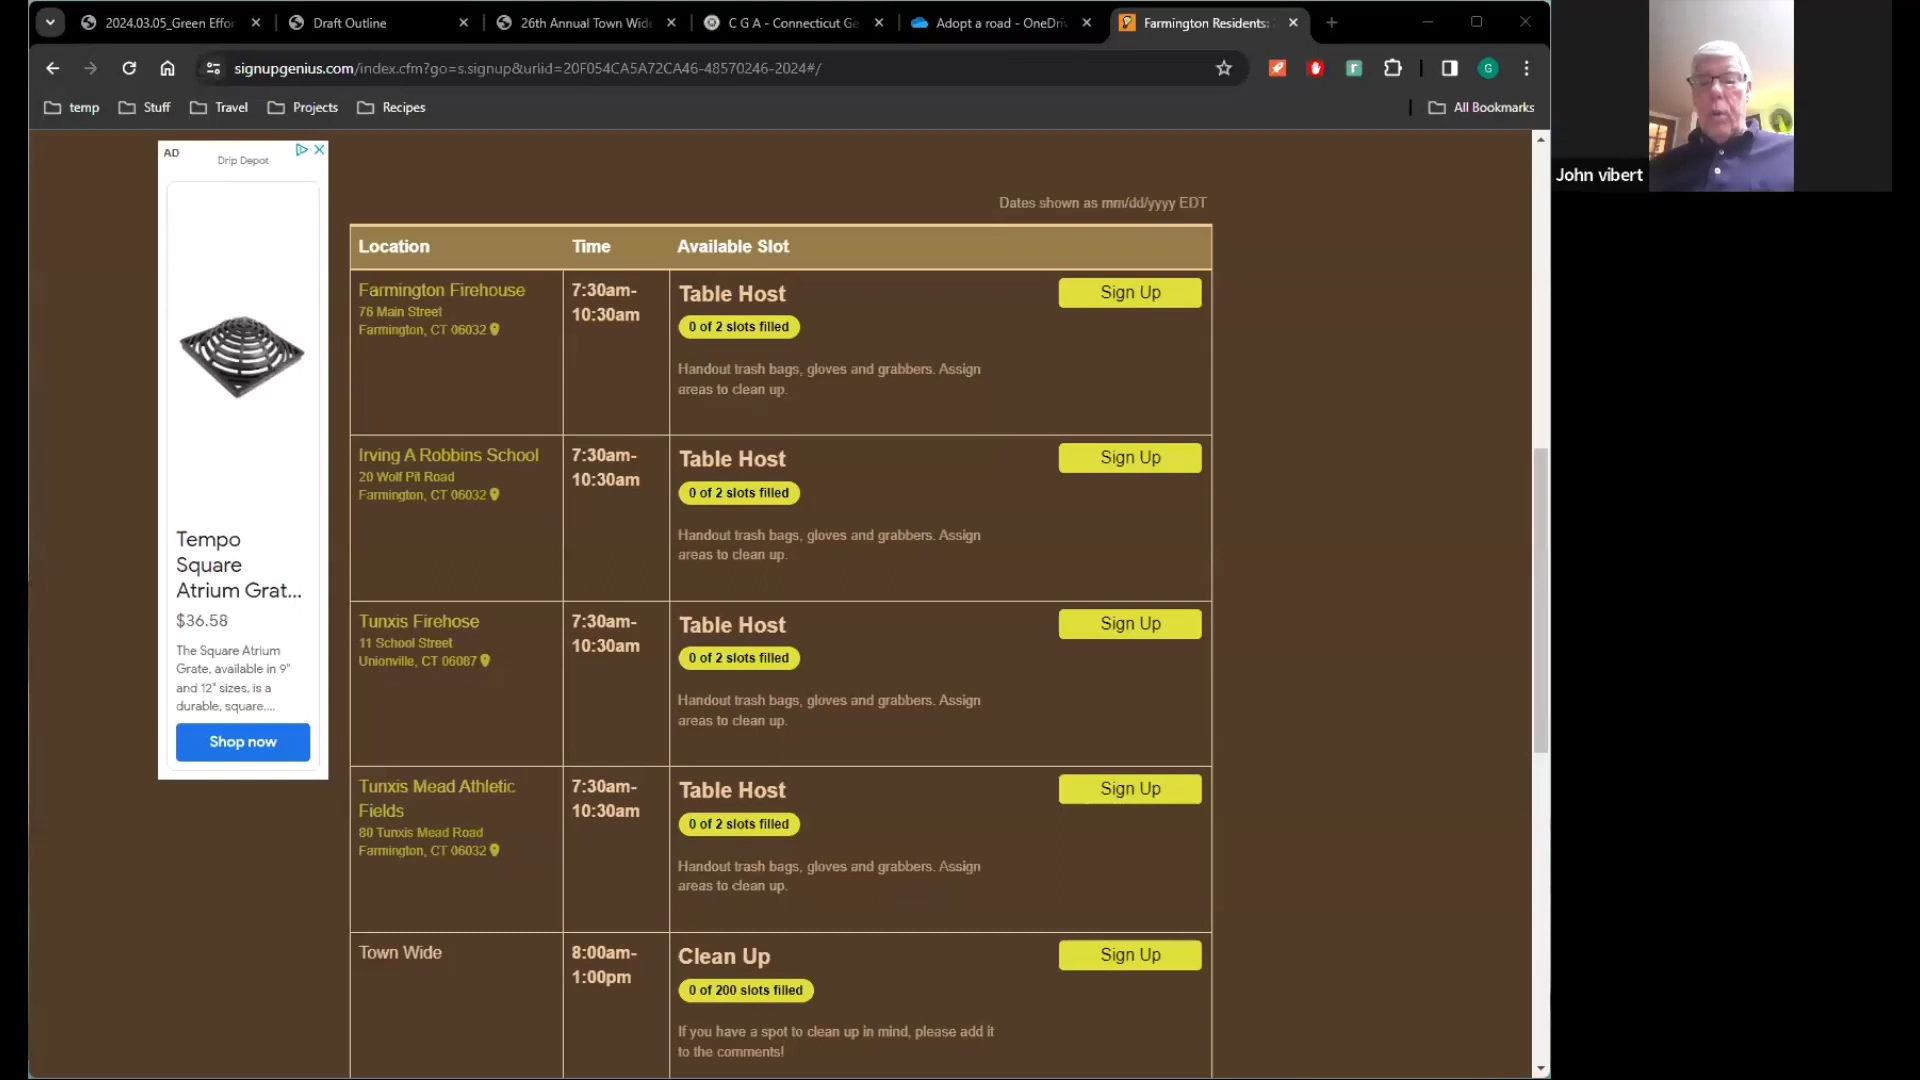 2024.03.05_Green Effor
Draft Outline
26th Annual Town Wide
C G A - Connecticut Ge
Adopt a road - OneDriv
Farmington Residents:
signupgenius.com/index.cfm?go=s.signup&urlid=20F054CA5A72CA46-48570246-2024#/
G
temp
Stuff
Travel
Projects
Recipes
All Bookmarks
John vibert
AD
Drip Depot
Tempo
Square
Atrium Grat...
$36.58
The Square Atrium
Grate, available in 9"
and 12" sizes, is a
durable, square....
Shop now
Dates shown as mm/dd/yyyy EDT
Location Time Available Slot
Farmington Firehouse
76 Main Street
Farmington, CT 06032
7:30am-
10:30am
Table Host
0 of 2 slots filled
Handout trash bags, gloves and grabbers. Assign
areas to clean up.
Sign Up
Irving A Robbins School
20 Wolf Pit Road
Farmington, CT 06032
7:30am-
10:30am
Table Host
0 of 2 slots filled
Handout trash bags, gloves and grabbers. Assign
areas to clean up.
Sign Up
Tunxis Firehose
11 School Street
Unionville, CT 06087
7:30am-
10:30am
Table Host
0 of 2 slots filled
Handout trash bags, gloves and grabbers. Assign
areas to clean up.
Sign Up
Tunxis Mead Athletic
Fields
80 Tunxis Mead Road
Farmington, CT 06032
7:30am-
10:30am
Table Host
0 of 2 slots filled
Handout trash bags, gloves and grabbers. Assign
areas to clean up.
Sign Up
Town Wide
8:00am-
1:00pm
Clean Up
0 of 200 slots filled
If you have a spot to clean up in mind, please add it
to the comments!
Sign Up